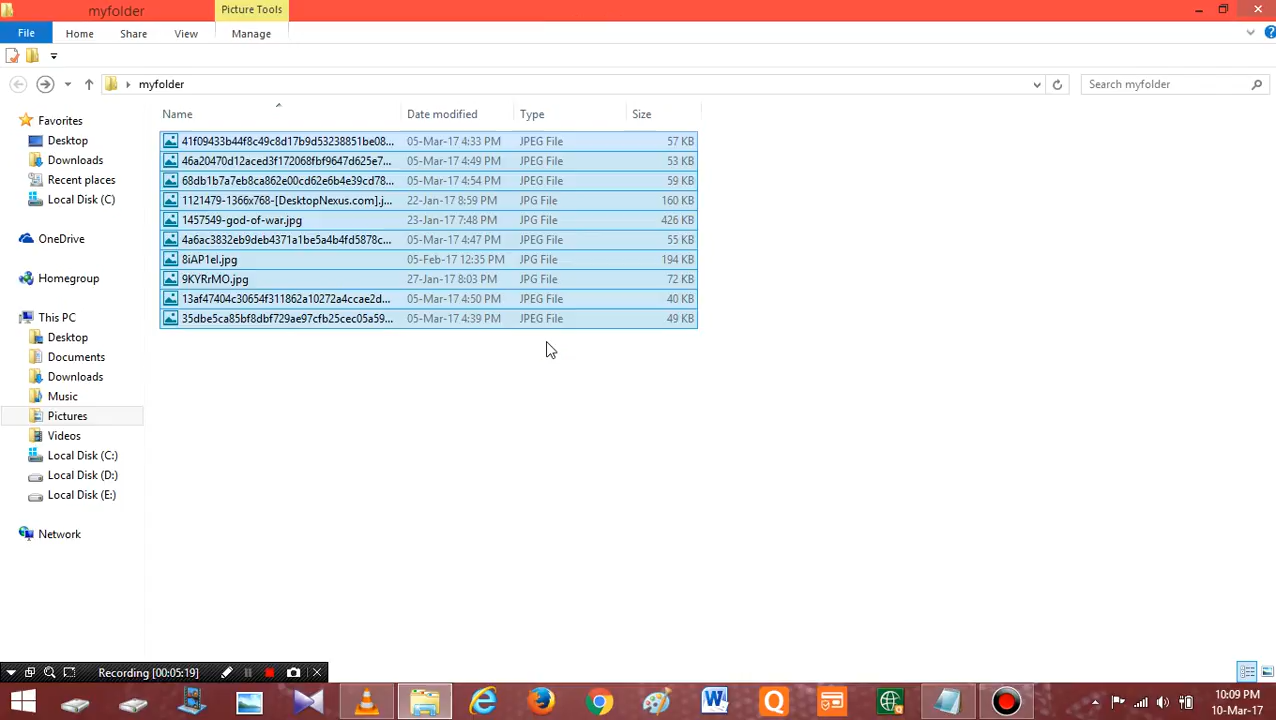 myfolder
Picture Tools
File Home Share View Manage
myfolder
Search myfolder
Name Date modified Type Size
Favorites
Desktop
Downloads
Recent places
Local Disk (C)
OneDrive
Homegroup
This PC
Desktop
Documents
Downloads
Music
Pictures
Videos
Local Disk (C:)
Local Disk (D:)
Local Disk (E:)
Network
41f09433b44f8c49c8d17b9d53238851be08... 05-Mar-17 4:33 PM JPEG File 57 KB
46a20470d12aced3f172068fbf9647d625e7... 05-Mar-17 4:49 PM JPEG File 53 KB
68db1b7a7eb8ca862e00cd62e6b4e39cd78... 05-Mar-17 4:54 PM JPEG File 59 KB
1121479-1366x768-[DesktopNexus.com].j... 22-Jan-17 8:59 PM JPG File 160 KB
1457549-god-of-war.jpg 23-Jan-17 7:48 PM JPG File 426 KB
4a6ac3832eb9deb4371a1be5a4b4fd5878c... 05-Mar-17 4:47 PM JPEG File 55 KB
8iAP1el.jpg 05-Feb-17 12:35 PM JPG File 194 KB
9KYRrMO.jpg 27-Jan-17 8:03 PM JPG File 72 KB
13af47404c30654f311862a10272a4ccae2d... 05-Mar-17 4:50 PM JPEG File 40 KB
35dbe5ca85bf8dbf729ae97cfb25cec05a59... 05-Mar-17 4:39 PM JPEG File 49 KB
Recording [00:05:19]
10:09 PM
10-Mar-17